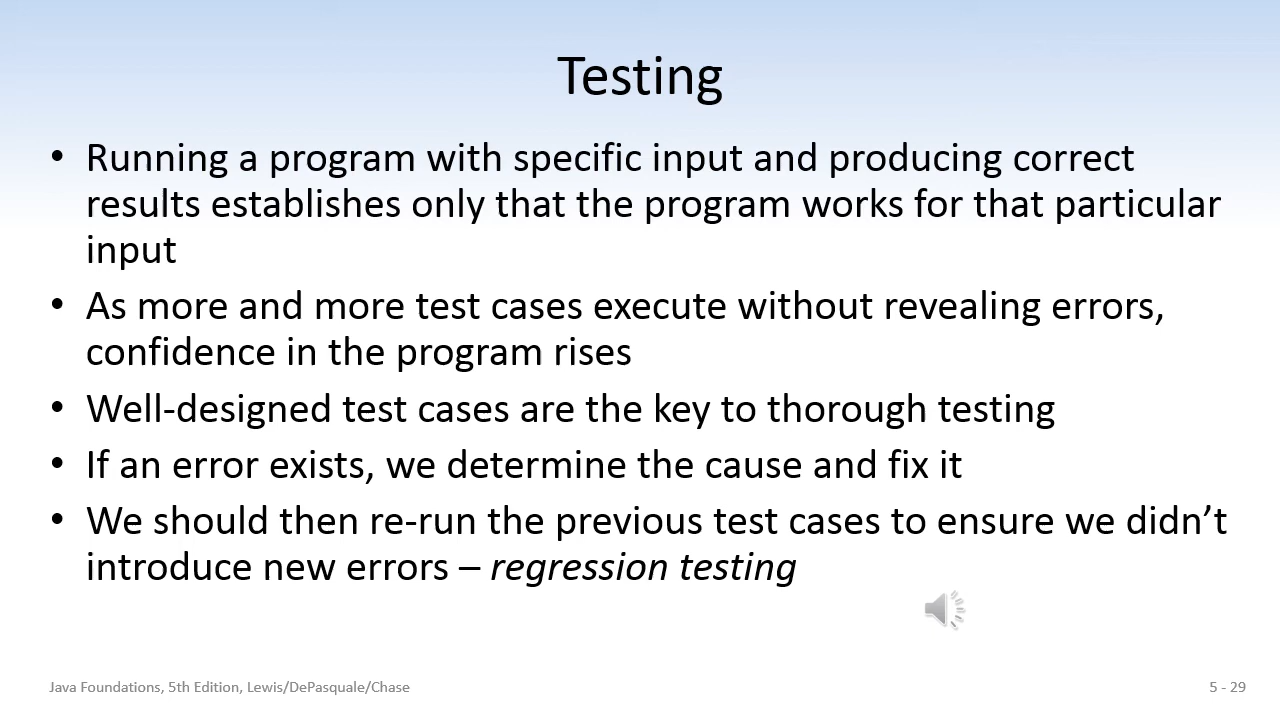 Testing
• Running a program with specific input and producing correct
results establishes only that the program works for that particular
input
• As more and more test cases execute without revealing errors,
confidence in the program rises
• Well-designed test cases are the key to thorough testing
• If an error exists, we determine the cause and fix it
• We should then re-run the previous test cases to ensure we didn’t
introduce new errors – regression testing
Java Foundations, 5th Edition, Lewis/DePasquale/Chase
5 - 29